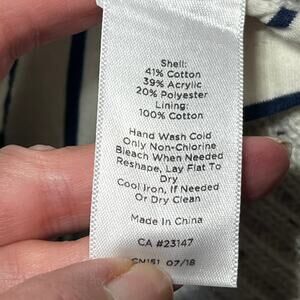 Shell:
41% Cotton
39% Acrylic
20% Polyester
Lining:
100% Cotton
Hand Wash Cold
Only Non-Chlorine
Bleach When Needed
Reshape, Lay Flat To
Dry
Cool Iron, If Needed
Or Dry Clean
Made In China
CA #23147
CN151 07/18